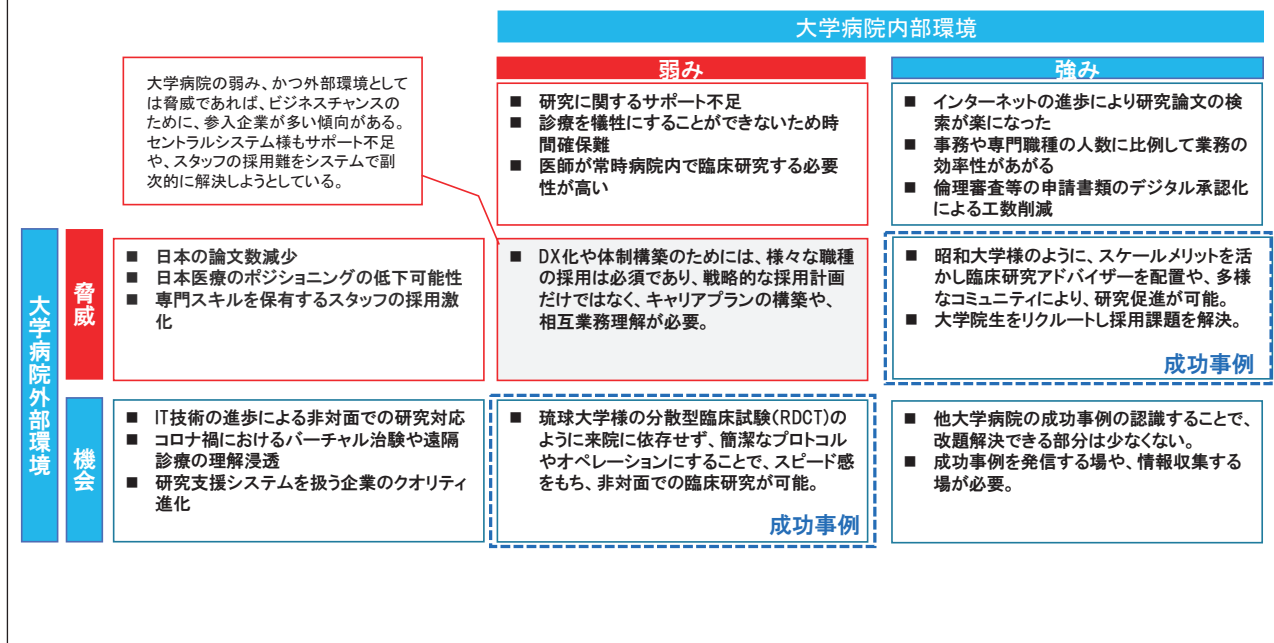 大学病院内部環境
大学病院の弱み、かつ外部環境として
は脅威であれば、ビジネスチャンスの
ために、参入企業が多い傾向がある。
セントラルシステム様もサポート不足
や、スタッフの採用難をシステムで副
次的に解決しようとしている。
弱み
■ 研究に関するサポート不足
■ 診療を犠牲にすることができないため時
間確保難
■ 医師が常時病院内で臨床研究する必要
性が高い
強み
■ インターネットの進歩により研究論文の検
索が楽になった
■ 事務や専門職種の人数に比例して業務の
効率性があがる
■ 倫理審査等の申請書類のデジタル承認化
による工数削減
大学病院外部環境
脅威
■ 日本の論文数減少
■ 日本医療のポジショニングの低下可能性
■ 専門スキルを保有するスタッフの採用激
化
■ DX化や体制構築のためには、様々な職種
の採用は必須であり、戦略的な採用計画
だけではなく、キャリアプランの構築や、
相互業務理解が必要。
■ 昭和大学様のように、スケールメリットを活
かし臨床研究アドバイザーを配置や、多様
なコミュニティにより、研究促進が可能。
■ 大学院生をリクルートし採用課題を解決。
成功事例
機会
■ IT技術の進歩による非対面での研究対応
■ コロナ禍におけるバーチャル治験や遠隔
診療の理解浸透
■ 研究支援システムを扱う企業のクオリティ
進化
■ 琉球大学様の分散型臨床試験(RDCT)の
ように来院に依存せず、簡潔なプロトコル
やオペレーションにすることで、スピード感
をもち、非対面での臨床研究が可能。
成功事例
■ 他大学病院の成功事例の認識することで、
改題解決できる部分は少なくない。
■ 成功事例を発信する場や、情報収集する
場が必要。